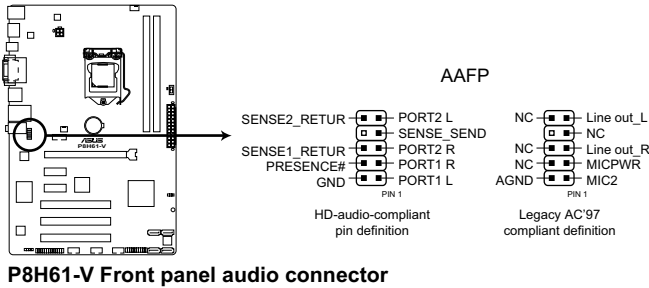 AAFP
SENSE2_RETUR
PORT2 L
SENSE_SEND
SENSE1_RETUR
PORT2 R
PRESENCE#
PORT1 R
GND
PORT1 L
PIN 1
HD-audio-compliant
pin definition
NC
Line out_L
NC
NC
Line out_R
NC
MICPWR
AGND
MIC2
PIN 1
Legacy AC'97
compliant definition
ASUS
P8H61-V
P8H61-V Front panel audio connector